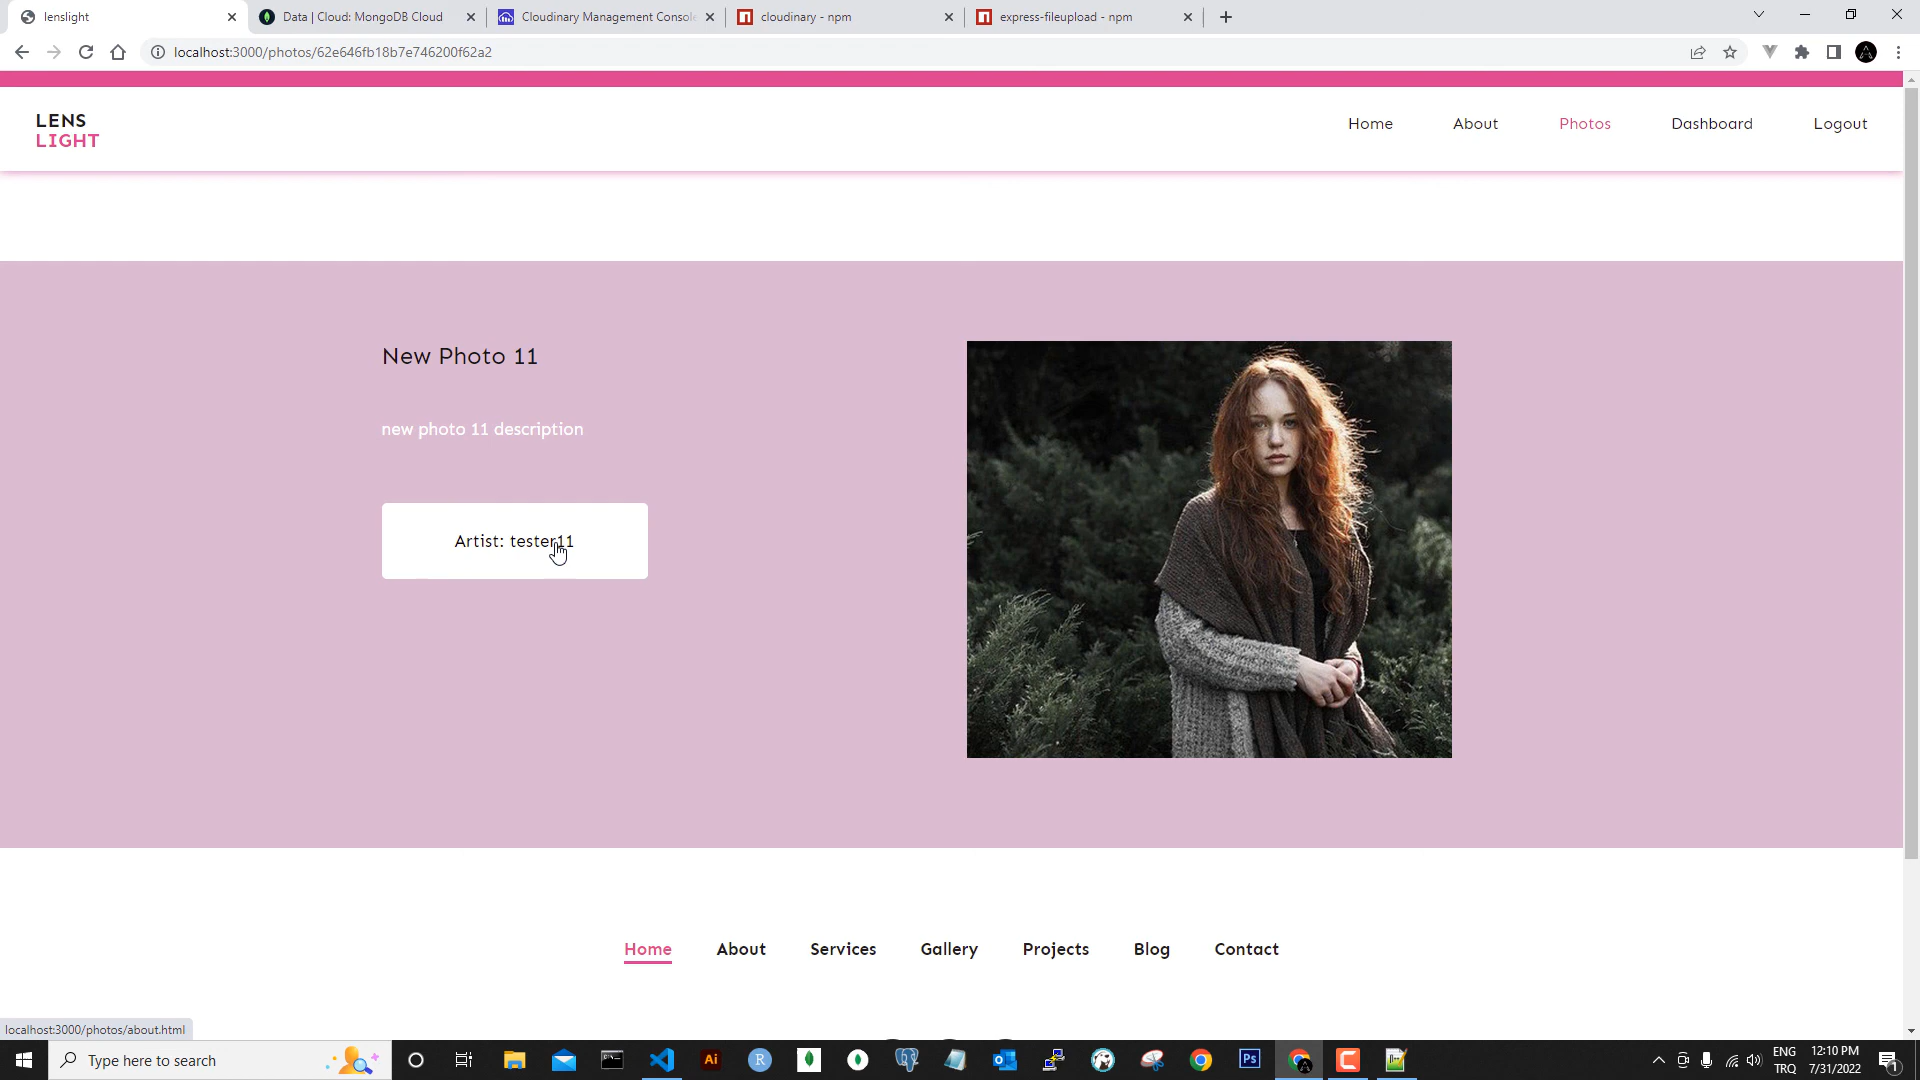 lenslight
Data | Cloud: MongoDB Cloud
Cloudinary Management Console
cloudinary - npm
express-fileupload - npm
localhost:3000/photos/62e646fb18b7e746200f62a2
LENS
LIGHT
Home
About
Photos
Dashboard
Logout
New Photo 11
new photo 11 description
Artist: tester11
Home
About
Services
Gallery
Projects
Blog
Contact
localhost:3000/photos/about.html
Type here to search
Ai
R
Ps
ENG
TRQ
12:10 PM
7/31/2022
1